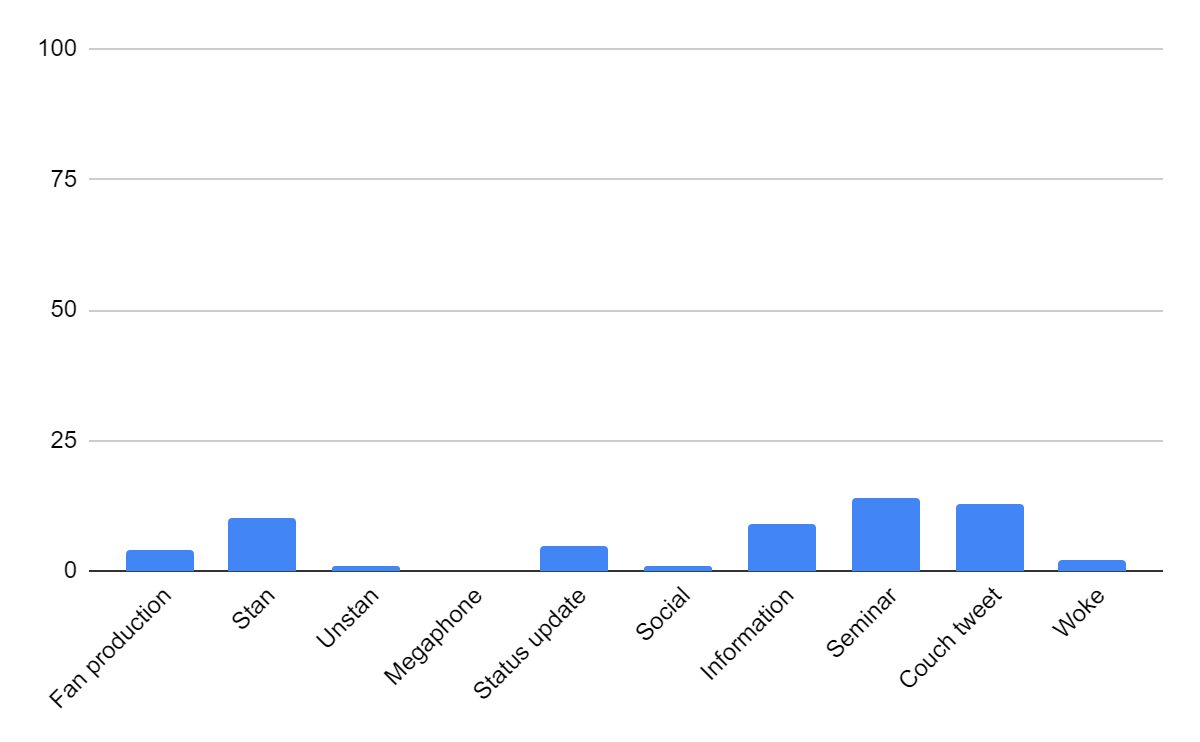 100
75
50
25
0
Fan production
Stan
Unstan
Megaphone
Status update
Social
Information
Seminar
Couch tweet
Woke